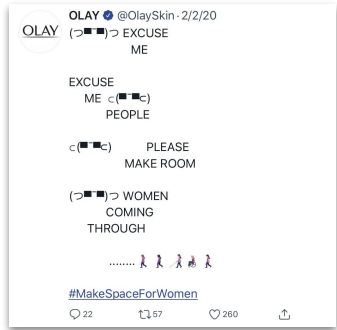 OLAY @OlaySkin · 2/2/20
OLAY
(つ▀¯▀)つ EXCUSE
ME
EXCUSE
ME ⊂(▀¯▀⊂)
PEOPLE
⊂(▀¯▀⊂) PLEASE
MAKE ROOM
(つ▀¯▀)つ WOMEN
COMING
THROUGH
........
#MakeSpaceForWomen
22 57 260